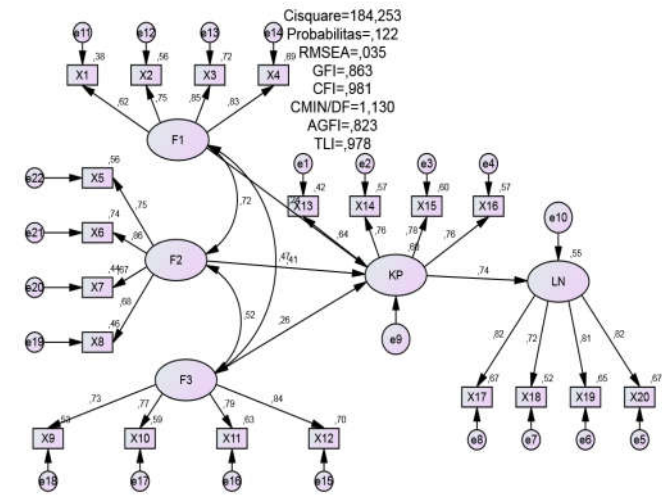 Cisquare=184,253
Probabilitas=,122
RMSEA=,035
GFI=,863
CFI=,981
CMIN/DF=1,130
AGFI=,823
TLI=,978
e11 e12 e13 e14
,38 ,56 ,72 ,69
X1 X2 X3 X4
,62 ,75 ,85 ,83
F1
e1 e2 e3 e4
,42 ,57 ,60 ,57
X13 X14 X15 X16
,64 ,76 ,78 ,76
e22 X5 ,56
,75
e21 X6 ,74
,86
e20 X7 ,44 ,67
,68
e19 X8 ,46
F2
,72
,47 ,41
,52
,26
KP
e9
,74
e10
,55
LN
,82 ,72 ,81 ,82
,67 ,52 ,65 ,67
X17 X18 X19 X20
e8 e7 e6 e5
F3
,73 ,77 ,79 ,84
,53 ,59 ,63 ,70
X9 X10 X11 X12
e18 e17 e16 e15